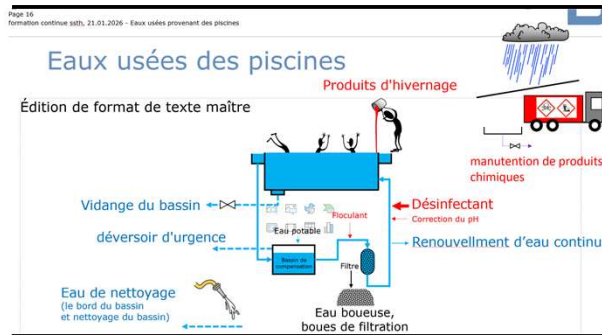 Page 16
formation continue ssth, 21.01.2026 - Eaux usées provenant des piscines
Eaux usées des piscines
Produits d'hivernage
Édition de format de texte maître
manutention de produits
chimiques
Désinfectant
Correction du pH
Vidange du bassin
Floculant
Eau potable
déversoir d'urgence
Renouvellment d'eau continu
Bassin de
compensation
Filtre
Eau de nettoyage
(le bord du bassin
et nettoyage du bassin)
Eau boueuse,
boues de filtration